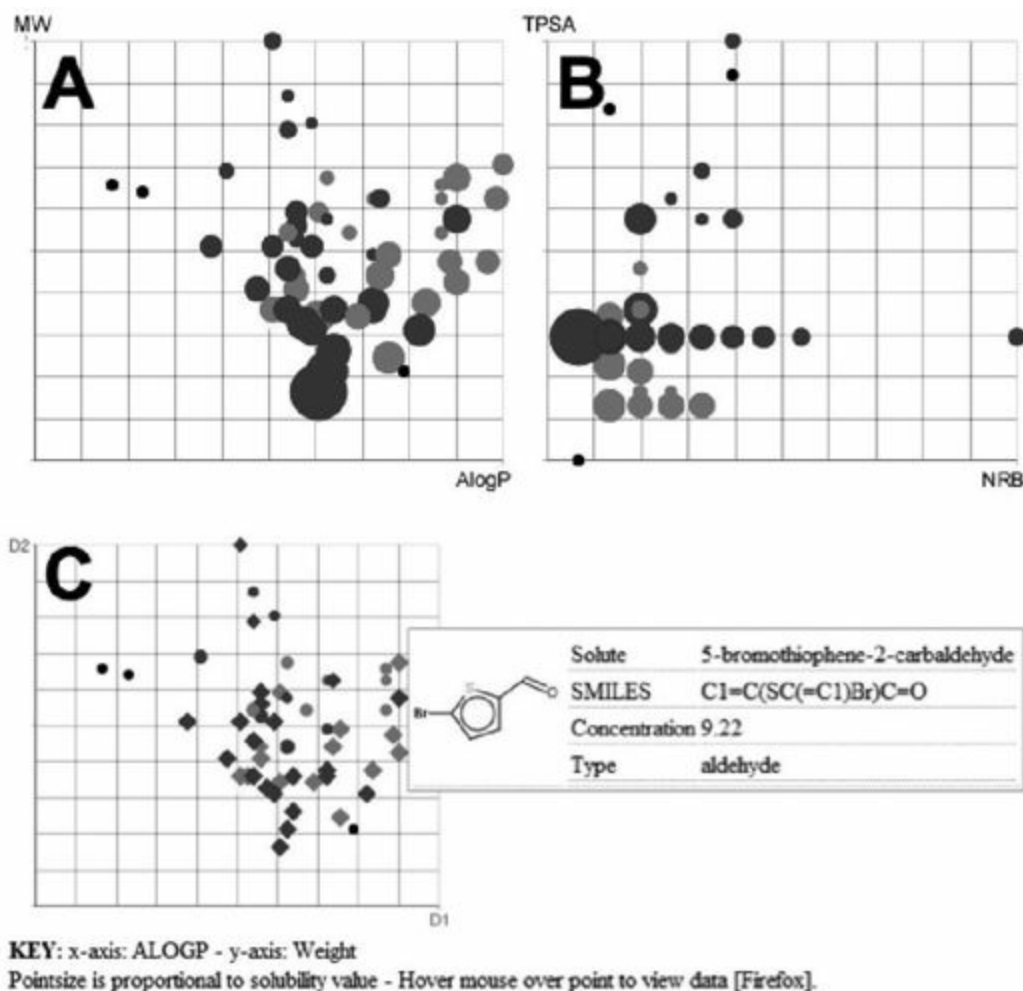 MW
TPSA
A
B
AlogP
NRB
D2
C
Solute 5-bromothiophene-2-carbaldehyde
SMILES C1=C(SC(=C1)Br)C=O
Br
S
O
Concentration 9.22
Type aldehyde
D1
KEY: x-axis: ALOGP - y-axis: Weight
Pointsize is proportional to solubility value - Hover mouse over point to view data [Firefox].